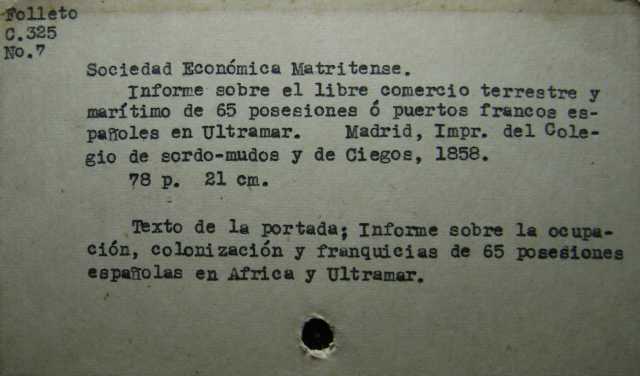 Folleto
C.325
No.7
Sociedad Económica Matritense.
Informe sobre el libre comercio terrestre y
marítimo de 65 posesiones ó puertos francos es-
pañoles en Ultramar. Madrid, Impr. del Cole-
gio de sordo-mudos y de Ciegos, 1858.
78 p. 21 cm.
Texto de la portada; Informe sobre la ocupa-
ción, colonización y franquicias de 65 posesiones
españolas en Africa y Ultramar.